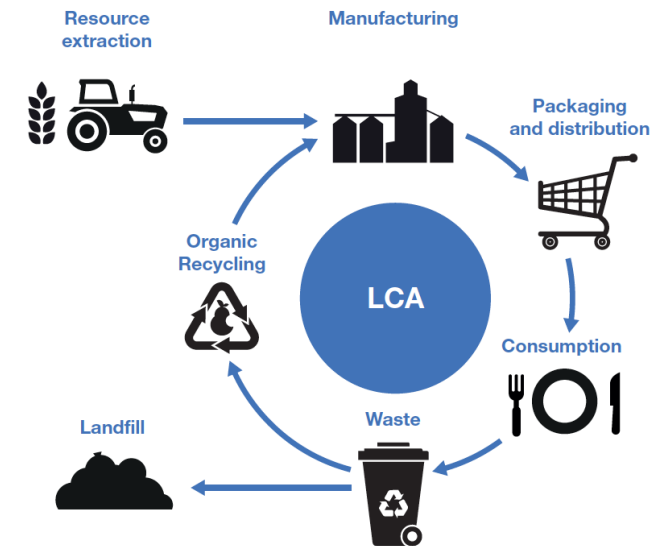 Resource
extraction
Manufacturing
Packaging
and distribution
Organic
Recycling
LCA
Consumption
Waste
Landfill